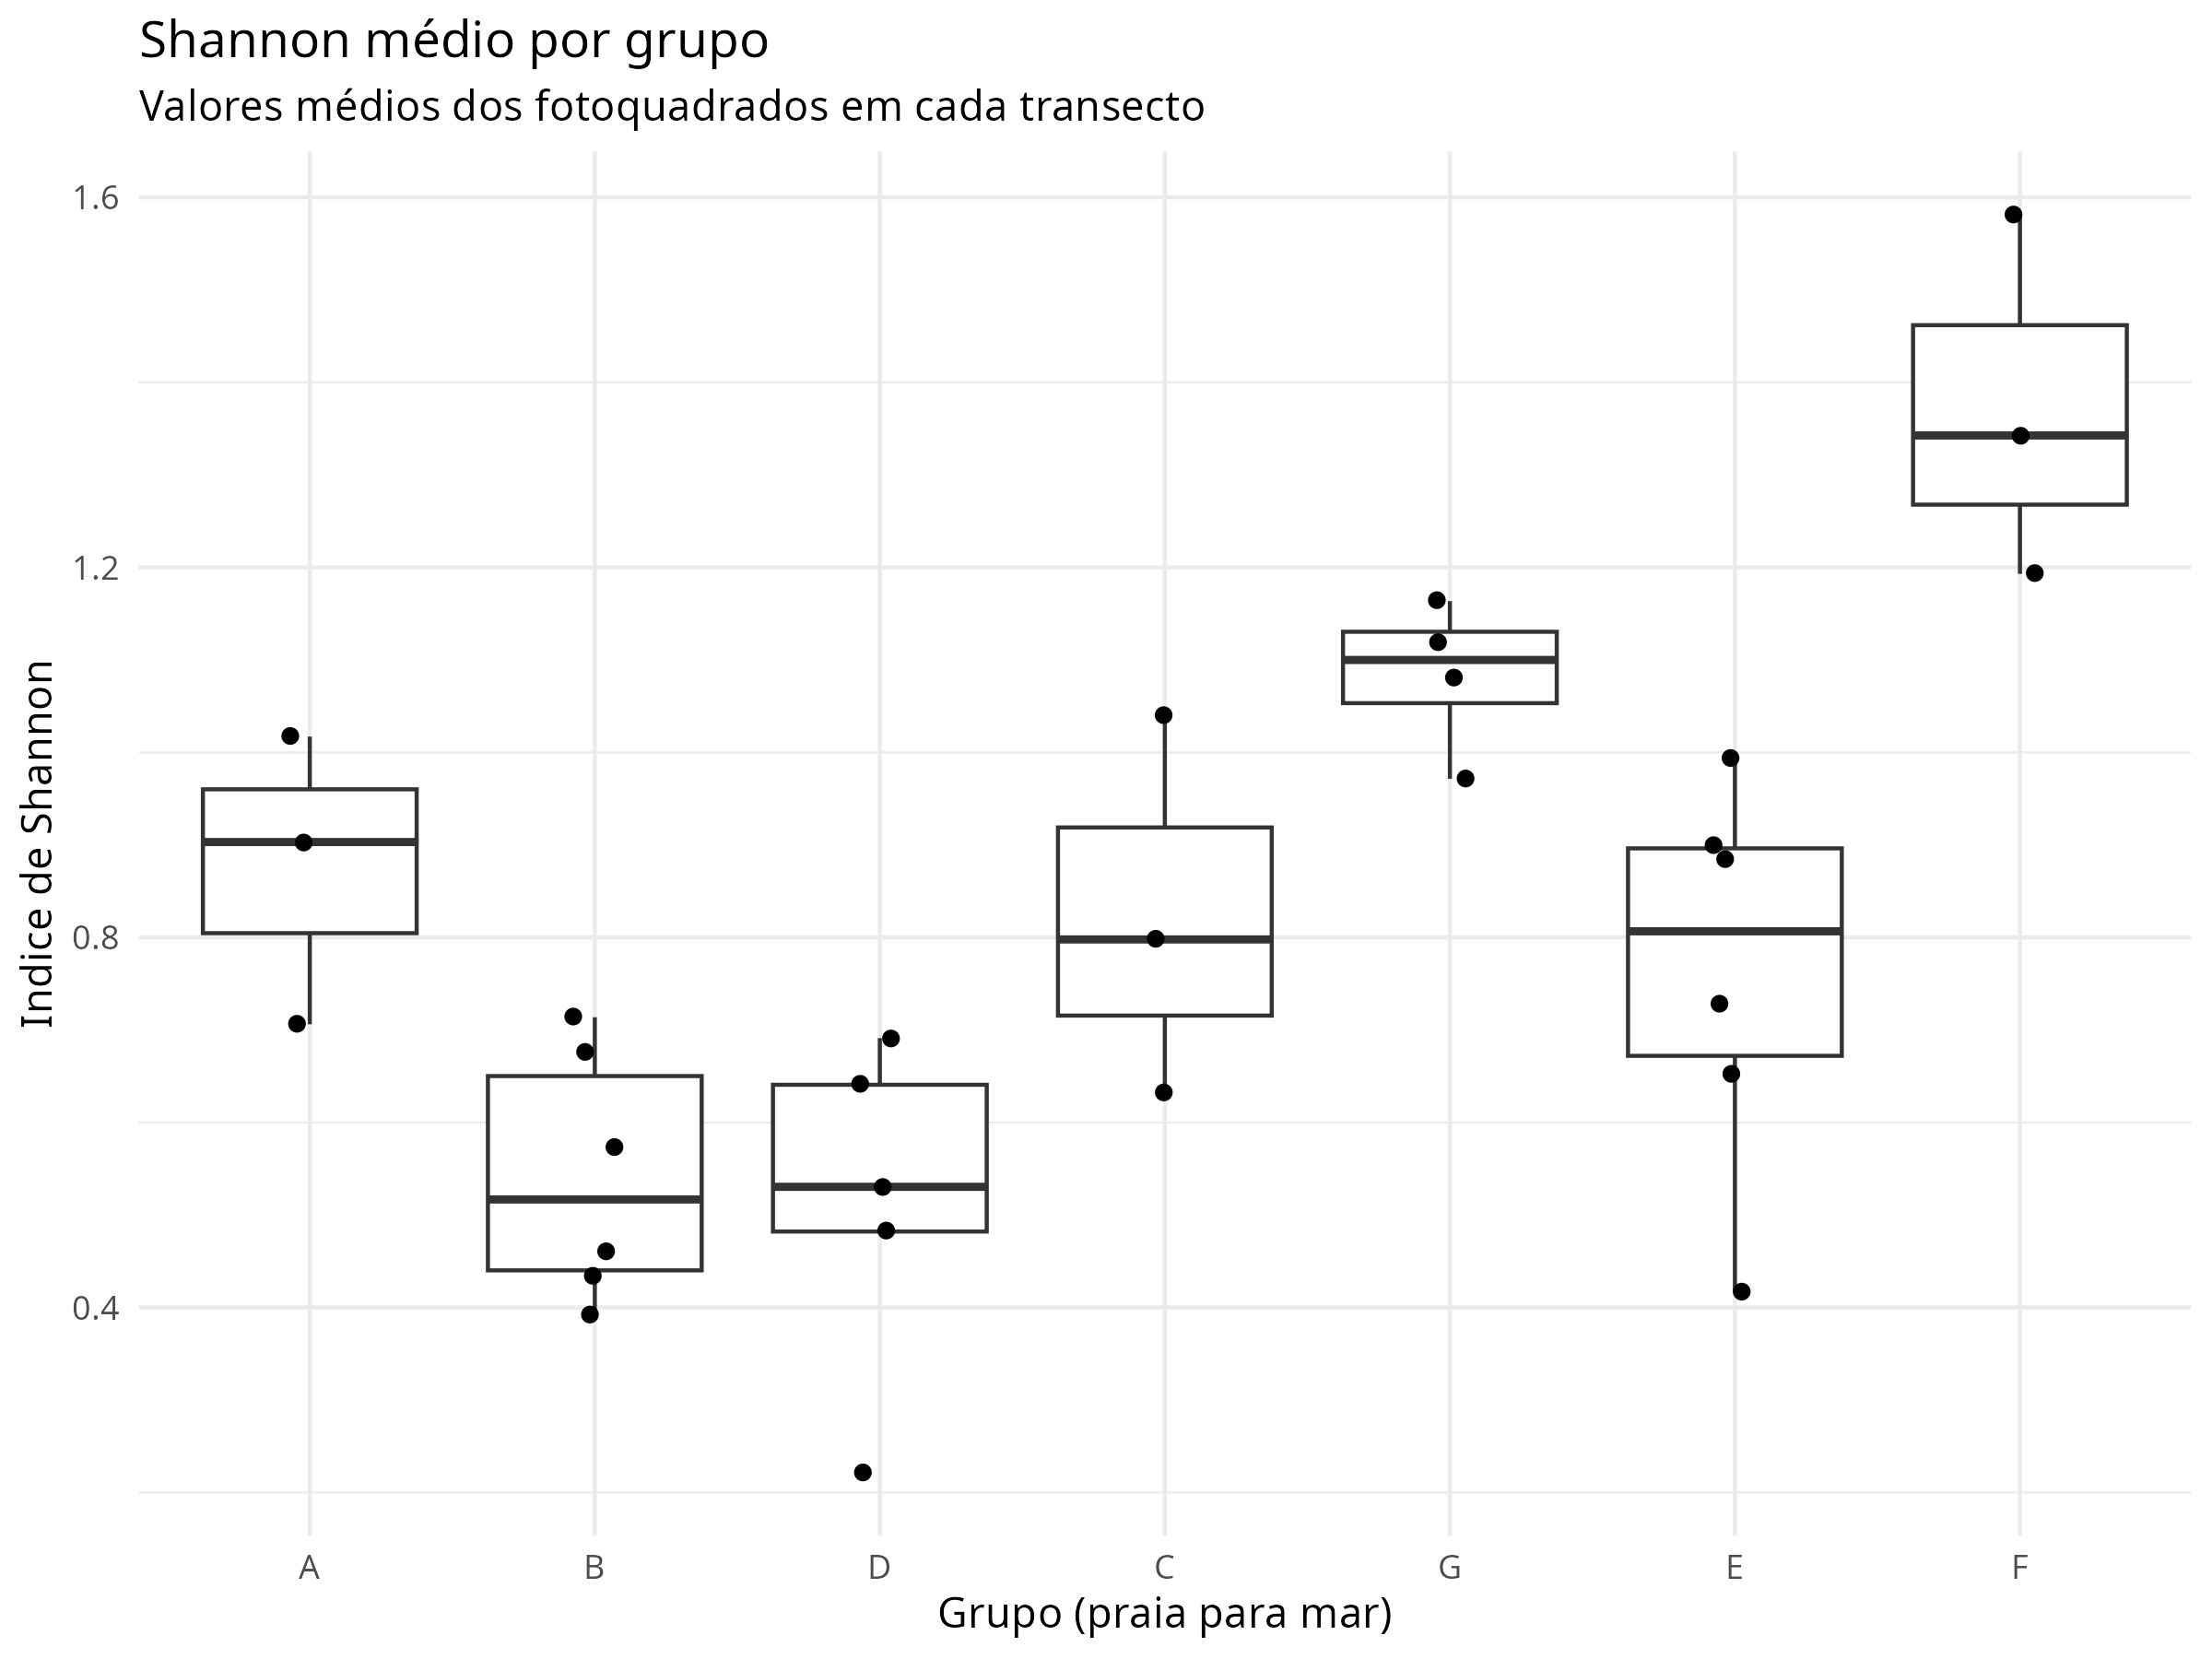 Shannon médio por grupo
Valores médios dos fotoquadrados em cada transecto
Indice de Shannon
1.6
1.2
0.8
0.4
A B D C G E F
Grupo (praia para mar)